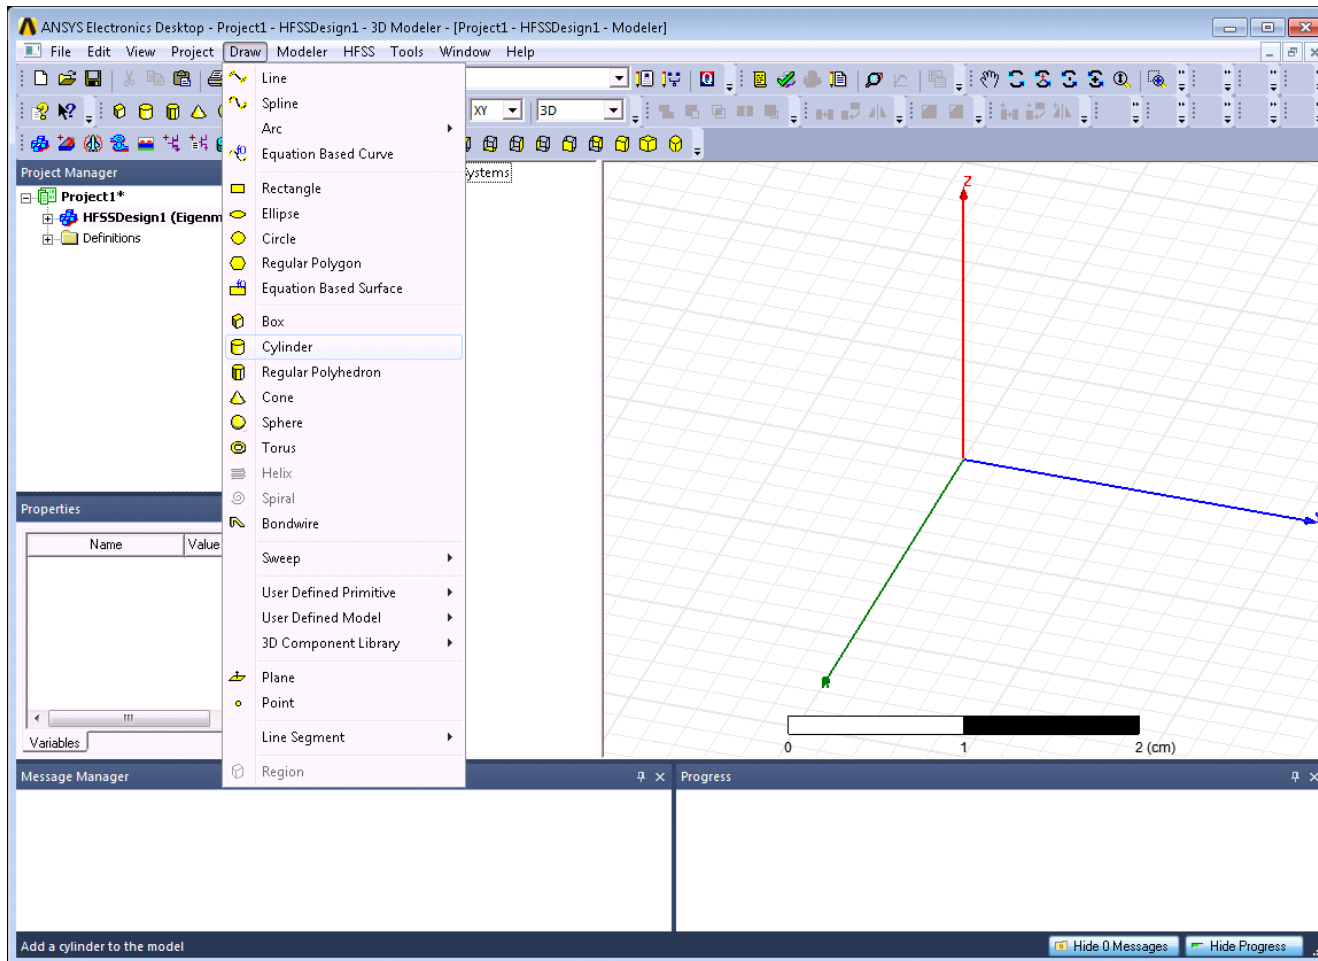 ANSYS Electronics Desktop - Project1 - HFSSDesign1 - 3D Modeler - [Project1 - HFSSDesign1 - Modeler]
File Edit View Project Draw Modeler HFSS Tools Window Help
XY 3D
Project Manager
Project1*
HFSSDesign1 (Eigenm
Definitions
Line
Spline
Arc
Equation Based Curve
Rectangle
Ellipse
Circle
Regular Polygon
Equation Based Surface
Box
Cylinder
Regular Polyhedron
Cone
Sphere
Torus
Helix
Spiral
Bondwire
Sweep
User Defined Primitive
User Defined Model
3D Component Library
Plane
Point
Line Segment
Region
ystems
Z
0 1 2 (cm)
Properties
Name Value
Variables
Message Manager
Progress
Add a cylinder to the model
Hide 0 Messages Hide Progress